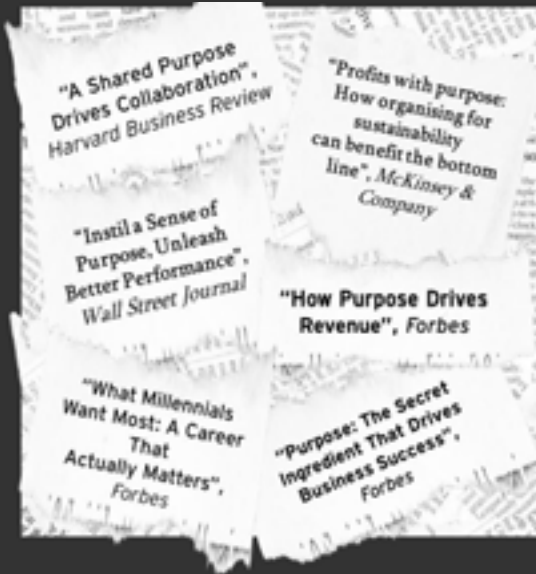 “A Shared Purpose
Drives Collaboration”,
Harvard Business Review
“Profits with purpose:
How organising for
sustainability
can benefit the bottom
line”, McKinsey &
Company
“Instil a Sense of
Purpose, Unleash
Better Performance”,
Wall Street Journal
“How Purpose Drives
Revenue”, Forbes
“What Millennials
Want Most: A Career
That
Actually Matters”,
Forbes
“Purpose: The Secret
Ingredient That Drives
Business Success”,
Forbes